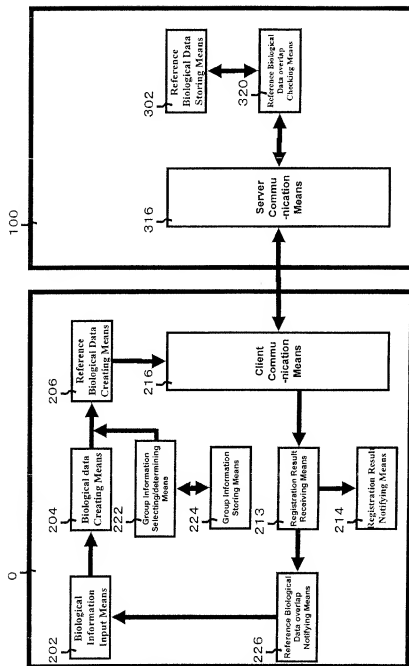 0
100
202
Biological
Information
Input Means
204
Biological data
Creating Means
206
Reference
Biological Data
Creating Means
222
Group Information
Selecting/determining
Means
224
Group Information
Storing Means
226
Reference Biological
Data overlap
Notifying Means
213
Registration Result
Receiving Means
214
Registration Result
Notifying Means
216
Client
Commu
-nication
Means
316
Server
Commu
-nication
Means
302
Reference
Biological Data
Storing Means
320
Reference Biological
Data overlap
Checking Means